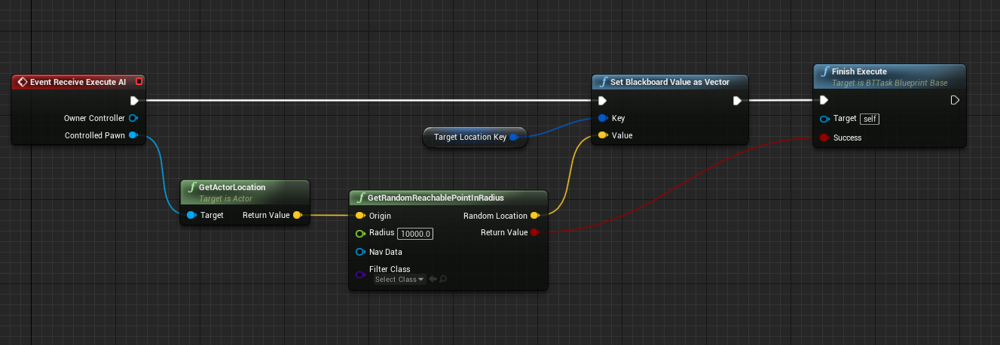 Event Receive Execute AI
Owner Controller
Controlled Pawn
GetActorLocation
Target is Actor
Target Return Value
Target Location Key
GetRandomReachablePointInRadius
Origin Random Location
Radius 10000.0 Return Value
Nav Data
Filter Class
Select Class
Set Blackboard Value as Vector
Key
Value
Finish Execute
Target is BTTask Blueprint Base
Target self
Success